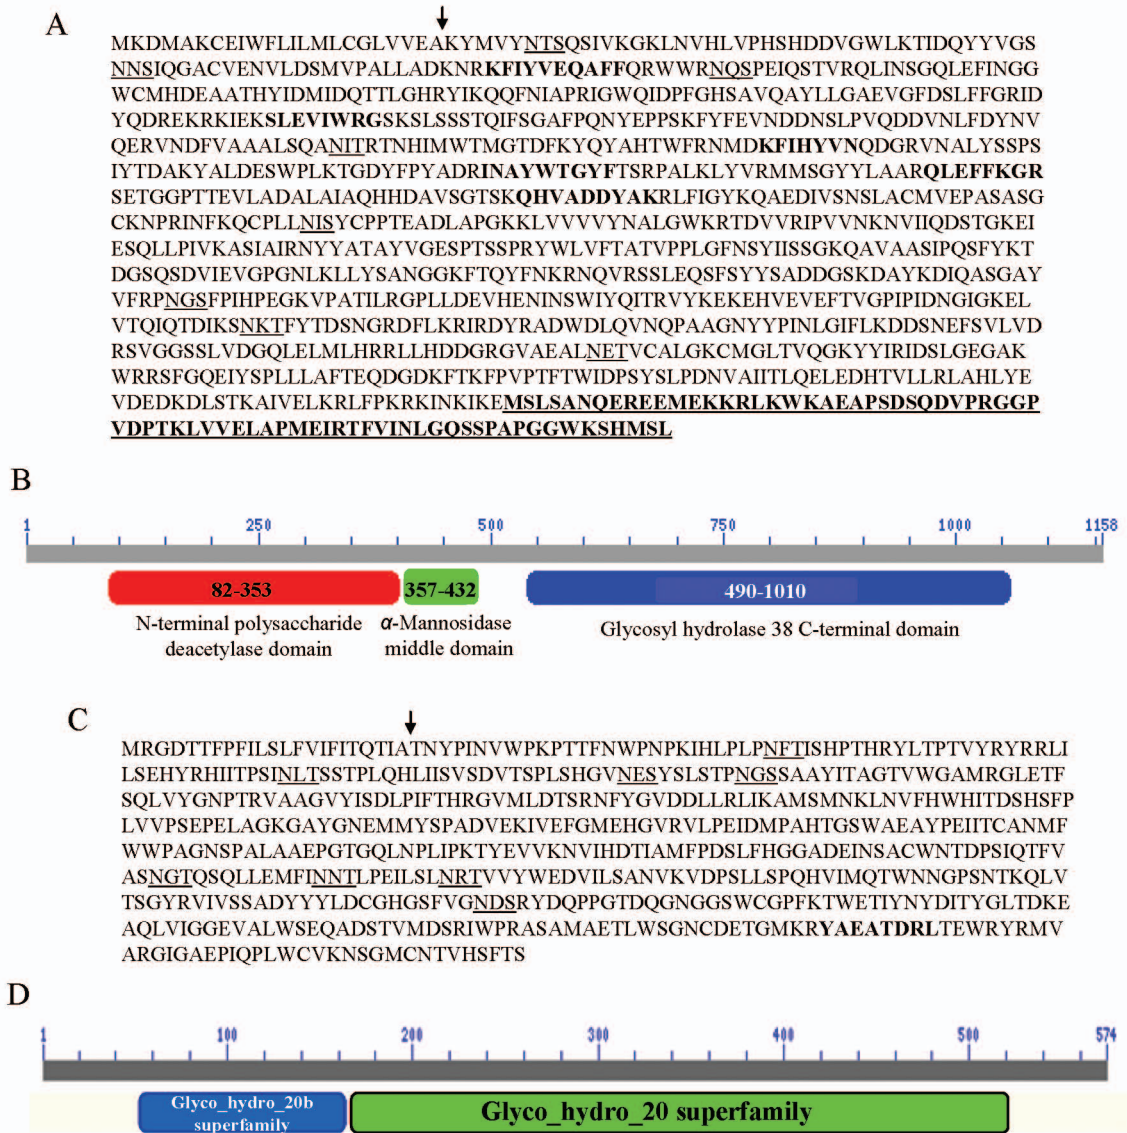 A
MKDMAKCEIWFLILMLCGLVVEAKYMVYNTSQSIVKGKLNVHLVPHSHDDVGWLKTIDQYYVGS
NNSIQGACVENVLDSMVPALLADKNRKFIYVEQAFFQRWWRNQSPEIQSTVRQLINSGQLEFINGG
WCMHDEAATHYIDMIDQTTLGHRYIKQQFNIAPRIGWQIDPFGHSAVQAYLLGAEVGFDSLFFGRID
YQDREKRKIEKSLEVIWRGSKSLSSSTQIFSGAFPQNYEPPSKFYFEVNDDNSLPVQDDVNLFDYNV
QERVNDFVAAALSQANITRTNHIMWTMGTDFKYQYAHTWFRNMDKFIHYVNQDGRVNALYSSPS
IYTDAKYALDESWPLKTGDYFPYADRINAYWTGYFTSRPALKLYVRMMSGYYLAARQLEFFKGR
SETGGPTTEVLADALAIAQHHDAVSGTSKQHVADDYAKRLFIGYKQAEDIVSNSLACMVEPASASG
CKNPRINFKQCPLLNISYCPPTEADLAPGKKLVVVVYNALGWKRTDVVRIPVVNKNVIIQDSTGKEI
ESQLLPIVKASIAIRNYYATAYVGESPTSSPRYWLVFTATVPPLGFNSYIISSGKQAVAASIPQSFYKT
DGSQSDVIEVGPGNLKLLYSANGGKFTQYFNKRNQVRSSLEQSFSYYSADDGSKDAYKDIQASGAY
VFRPNGSFPIHPEGKVPATILRGPLLDEVHENINSWIYQITRVYKEKEHVEVEFTVGPIPIDNGIGKEL
VTQIQTDIKSNKTFYTDSNGRDFLKRIRDYRADWDLQVNQPAAGNYYPINLGIFLKDDSNEFSVLVD
RSVGGSSLVDGQLELMLHRRLLHDDGRGVAEALNETVCALGKCMGLTVQGKYYIRIDSLGEGAK
WRRSFGQEIYSPLLLAFTEQDGDKFTKFPVPTFTWIDPSYSLPDNVAIITLQELEDHTVLLRLAHLYE
VDEDKDLSTKAIVELKRLFPKRKINKIKEMSLSANQEREEMEKKRLKWKAEAPSDSQDVPRGGP
VDPTKLVVELAPMEIRTFVINLGQSSPAPGGWKSHMSL
B
1 250 500 750 1000 1158
82-353 357-432 490-1010
N-terminal polysaccharide
deacetylase domain
α-Mannosidase
middle domain
Glycosyl hydrolase 38 C-terminal domain
C
MRGDTTFPFILSLFVIFITQTIATNYPINVWPKPTTFNWPNPKIHLPLPNFTISHPTHRYLTPTVYRYRRLI
LSEHYRHIITPSINLTSSTPLQHLIISVSDVTSPLSHGVNESYSLSTPNGSSAAYITAGTVWGAMRGLETF
SQLVYGNPTRVAAGVYISDLPIFTHRGVMLDTSRNFYGVDDLLRLIKAMSMNKLNVFHWHITDSHSFP
LVVPSEPELAGKGAYGNEMMYSPADVEKIVEFGMEHGVRVLPEIDMPAHTGSWAEAYPEIITCANMF
WWPAGNSPALAAEPGTGQLNPLIPKTYEVVKNVIHDTIAMFPDSLFHGGADEINSACWNTDPSIQTFV
ASNGTQSQLLEMFINNTLPEILSLNRTVVYWEDVILSANVKVDPSLLSPQHVIMQTWNNGPSNTKQLV
TSGYRVIVSSADYYYLDCGHGSFVGNDSRYDQPPGTDQGNGGSWCGPFKTWETIYNYDITYGLTDKE
AQLVIGGEVALWSEQADSTVMDSRIWPRASAMAETLWSGNCDETGMKRYAEATDRLTEWRYRMV
ARGIGAEPIQPLWCVKNSGMCNTVHSFTS
D
1 100 200 300 400 500 574
Glyco_hydro_20b
superfamily
Glyco_hydro_20 superfamily